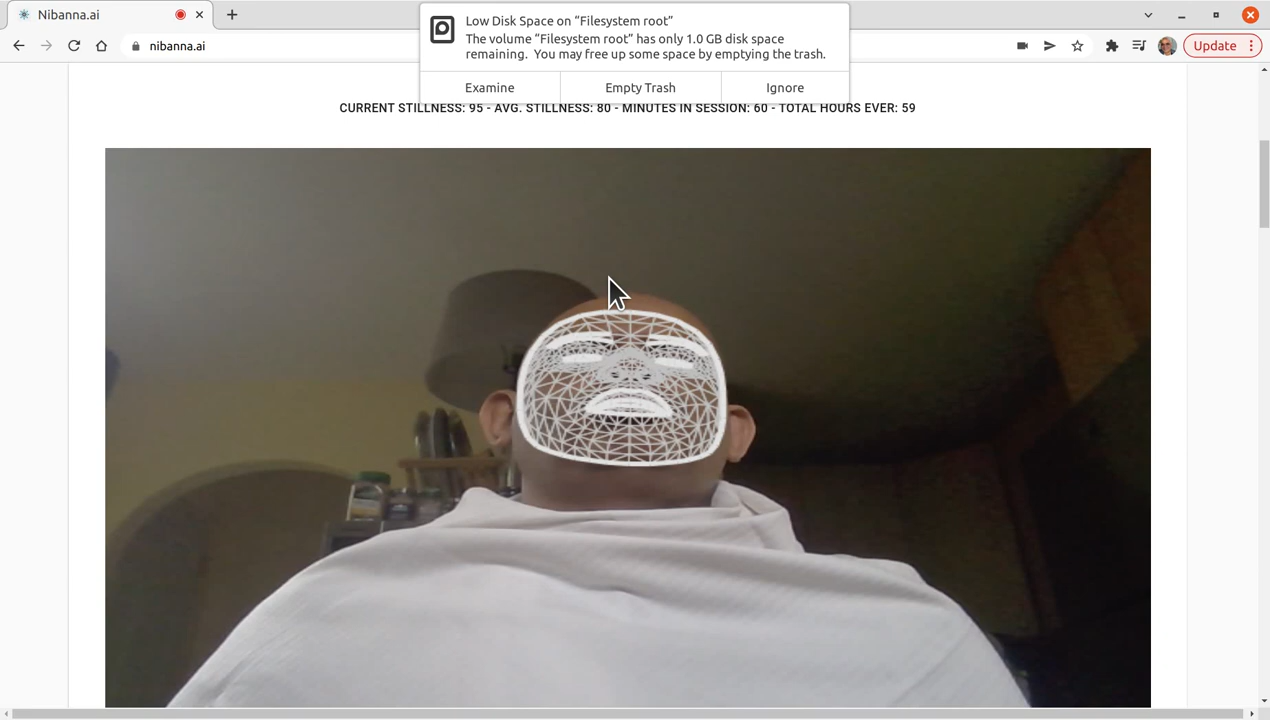 Nibanna.ai
Low Disk Space on “Filesystem root”
The volume “Filesystem root” has only 1.0 GB disk space
remaining. You may free up some space by emptying the trash.
nibanna.ai
Update
Examine
Empty Trash
Ignore
CURRENT STILLNESS: 95 - AVG. STILLNESS: 80 - MINUTES IN SESSION: 60 - TOTAL HOURS EVER: 59